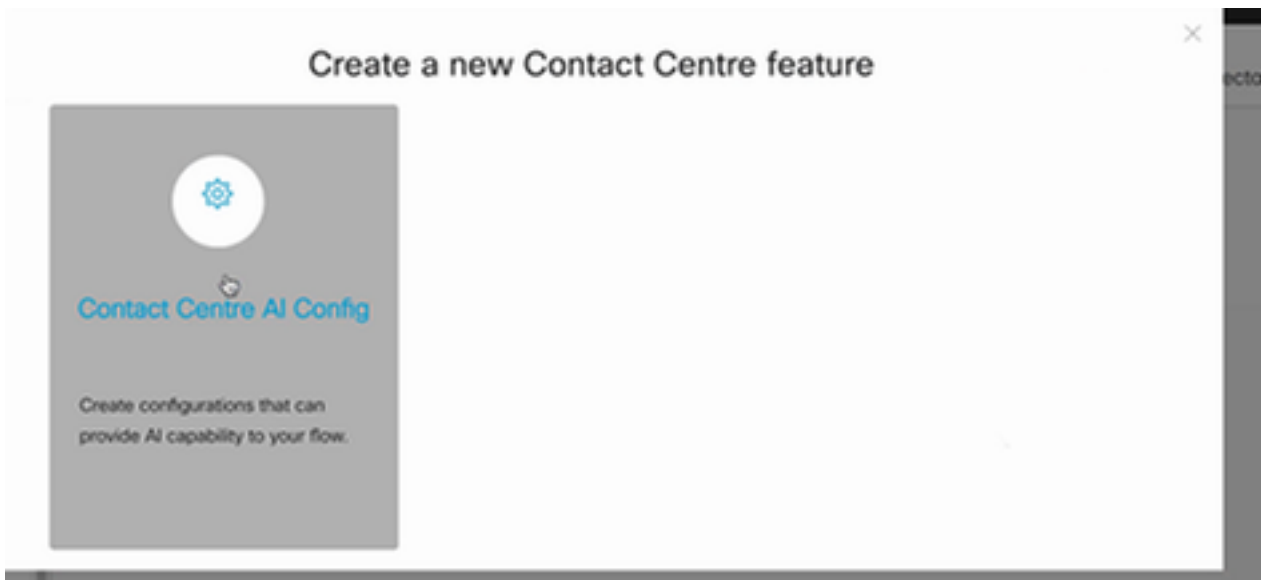 Create a new Contact Centre feature
Contact Centre AI Config
Create configurations that can
provide AI capability to your flow.